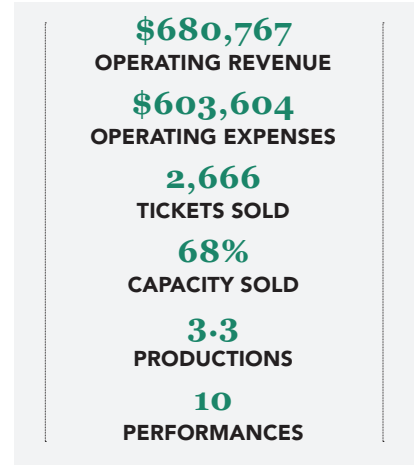 $680,767
OPERATING REVENUE
$603,604
OPERATING EXPENSES
2,666
TICKETS SOLD
68%
CAPACITY SOLD
3.3
PRODUCTIONS
10
PERFORMANCES